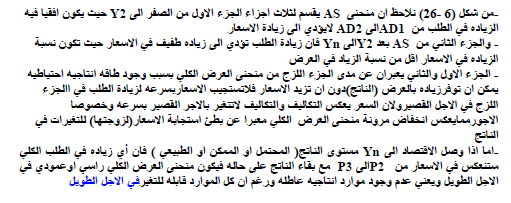 -من شكل (6 -26) نلاحظ ان منحنى AS يقسم لثلاث اجزاء الجزء الاول من الصفر الى Y2 حيث يكون افقيا فيه
الزياده في الطلب من AD1الى AD2 لايؤدي الى زيادة الاسعار
- والجزء الثاني من AS بعد Y2الى Yn فان زيادة الطلب تؤدي الى زياده طفيف في الاسعار حيث تكون نسبة
الزياده في الاسعار اقل من نسبة الزياد في العرض
- الجزء الاول والثاني يعبران عن مدى الجزء اللزج من منحنى العرض الكلي بسبب وجود طاقه انتاجيه احتياطيه
يمكن ان توفرزياده بالعرض (الناتج)دون ان تزيد الاسعار فلاتستجيب الاسعاربسرعه لزيادة الطلب في االجزء
اللزج في الاجل القصيرولان السعر يعكس التكاليف والتكاليف لاتتغير بالاجر القصير بسرعه وخصوصا
الاجورممايعكس انخفاض مرونة منحنى العرض الكلي معبرا عن بطئ استجابة الاسعار(لزوجتها) للتغيرات في
الناتج
-اما اذا وصل الاقتصاد الى Yn مستوى الناتج( المحتمل او الممكن او الطبيعي ) فان أي زياده في الطلب الكلي
ستنعكس في الاسعار من P2الى P3 مع بقاء الناتج على حاله فيكون منحنى العرض الكلي راسي اوعمودي في
الاجل الطويل ويعني عدم وجود موارد انتاجيه عاطله ورغم ان كل الموارد قابله للتغيرفي الاجل الطويل